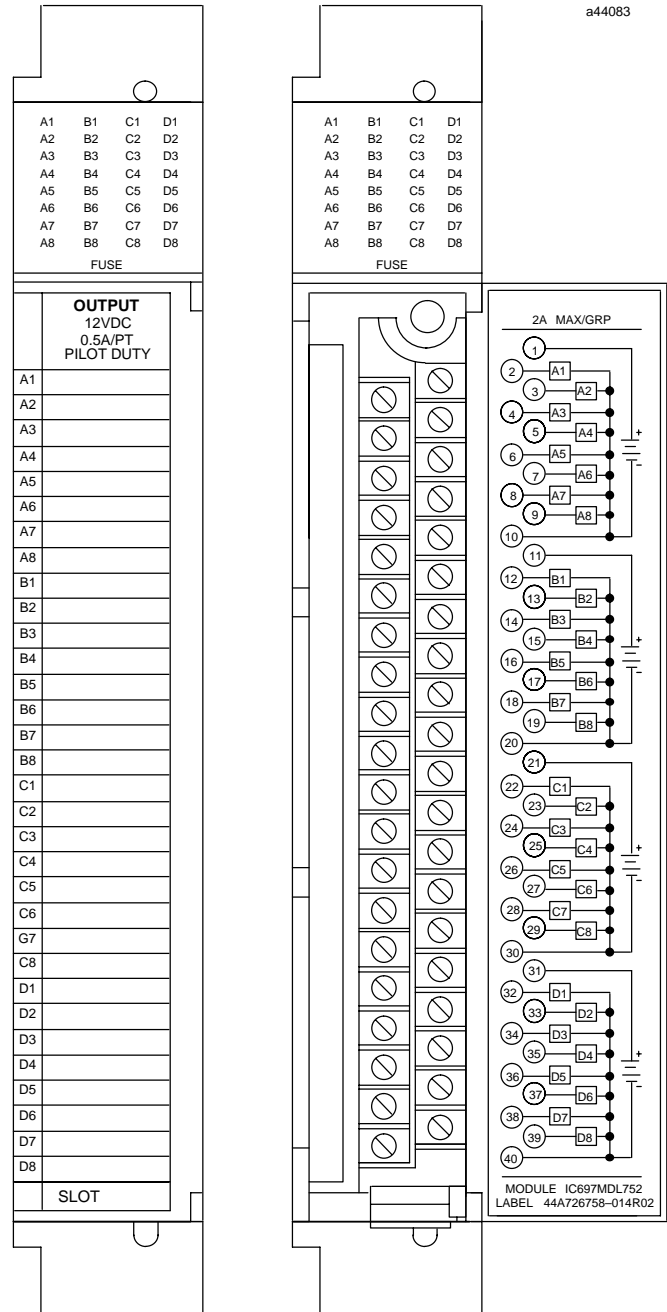 a44083
A1 B1 C1 D1
A2 B2 C2 D2
A3 B3 C3 D3
A4 B4 C4 D4
A5 B5 C5 D5
A6 B6 C6 D6
A7 B7 C7 D7
A8 B8 C8 D8
FUSE
OUTPUT
12VDC
0.5A/PT
PILOT DUTY
A1
A2
A3
A4
A5
A6
A7
A8
B1
B2
B3
B4
B5
B6
B7
B8
C1
C2
C3
C4
C5
C6
G7
C8
D1
D2
D3
D4
D5
D6
D7
D8
SLOT
A1 B1 C1 D1
A2 B2 C2 D2
A3 B3 C3 D3
A4 B4 C4 D4
A5 B5 C5 D5
A6 B6 C6 D6
A7 B7 C7 D7
A8 B8 C8 D8
FUSE
2A MAX/GRP
1
2 A1
3 A2
4 A3
5 A4
+
6 A5
7 A6
-
8 A7
9 A8
10
11
12 B1
13 B2
14 B3
15 B4
+
16 B5
17 B6
-
18 B7
19 B8
20
21
22 C1
23 C2
24 C3
25 C4
+
26 C5
27 C6
-
28 C7
29 C8
30
31
32 D1
33 D2
34 D3
35 D4
+
36 D5
37 D6
-
38 D7
39 D8
40
MODULE IC697MDL752
LABEL 44A726758–014R02